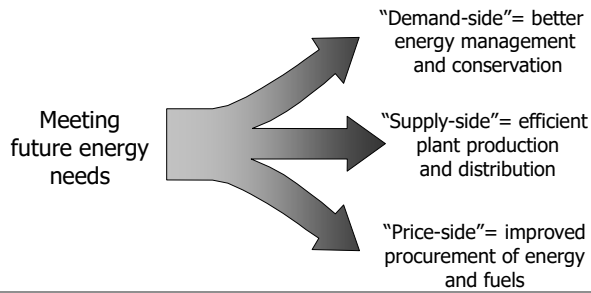 “Demand-side”= better
energy management
and conservation
Meeting
future energy
needs
“Supply-side”= efficient
plant production
and distribution
“Price-side”= improved
procurement of energy
and fuels